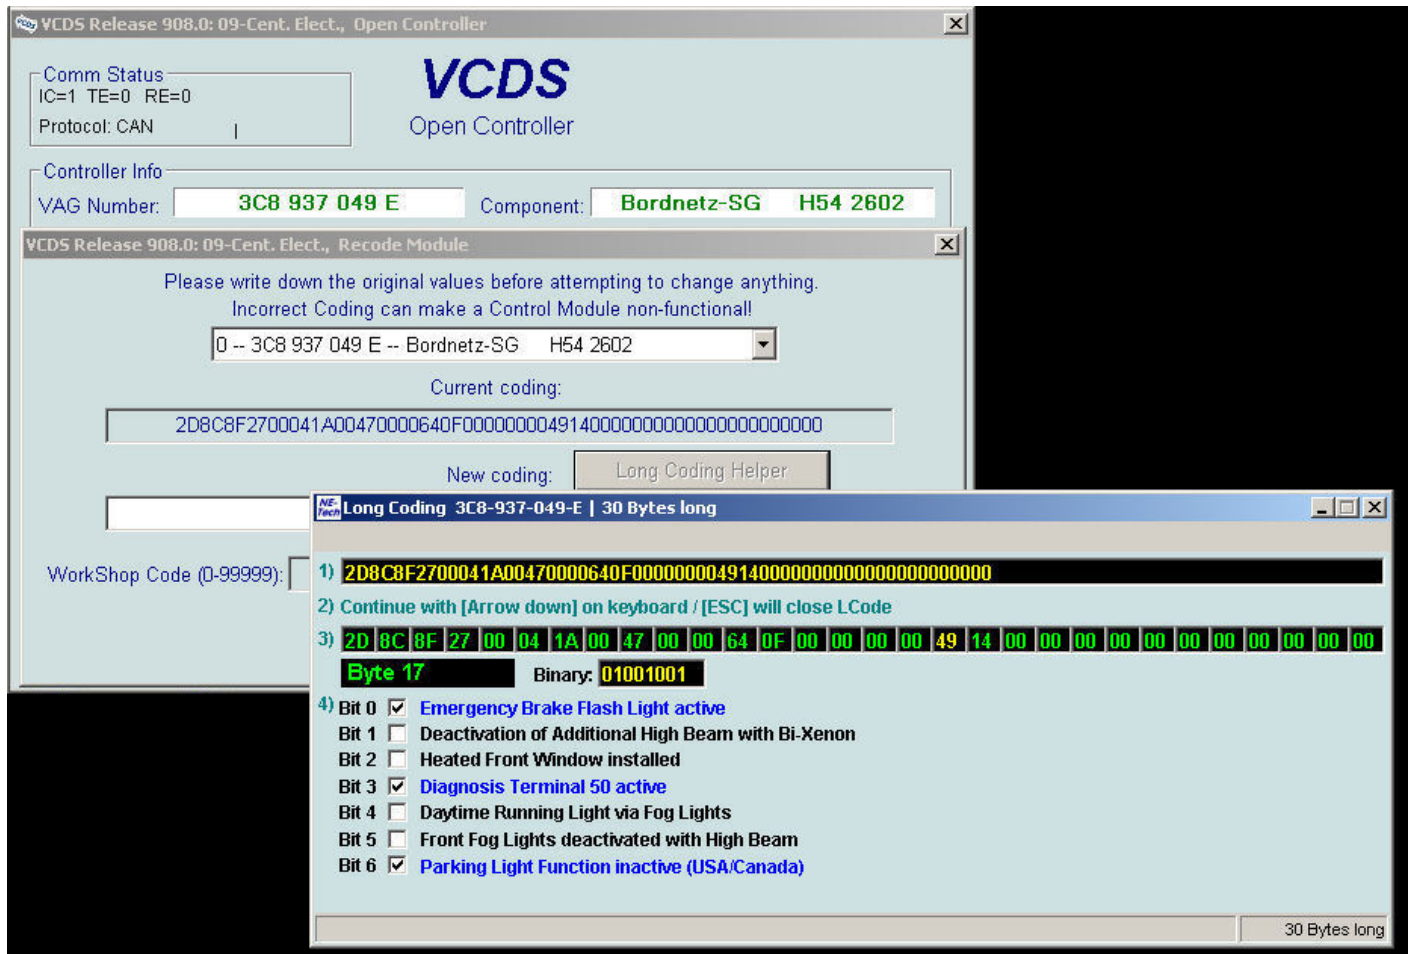 VCDS Release 908.0: 09-Cent. Elect., Open Controller
Comm Status
IC=1 TE=0 RE=0
Protocol: CAN
VCDS
Open Controller
Controller Info
VAG Number: 3C8 937 049 E Component: Bordnetz-SG H54 2602
VCDS Release 908.0: 09-Cent. Elect., Recode Module
Please write down the original values before attempting to change anything.
Incorrect Coding can make a Control Module non-functional!
0 -- 3C8 937 049 E -- Bordnetz-SG H54 2602
Current coding:
2D8C8F2700041A00470000640F00000000491400000000000000000000
New coding: Long Coding Helper
WorkShop Code (0-99999):
NE-Tech Long Coding 3C8-937-049-E | 30 Bytes long
1) 2D8C8F2700041A00470000640F00000000491400000000000000000000
2) Continue with [Arrow down] on keyboard / [ESC] will close LCode
3) 2D 8C 8F 27 00 04 1A 00 47 00 00 64 0F 00 00 00 00 49 14 00 00 00 00 00 00 00 00 00 00 00
Byte 17 Binary: 01001001
4) Bit 0 Emergency Brake Flash Light active
Bit 1 Deactivation of Additional High Beam with Bi-Xenon
Bit 2 Heated Front Window installed
Bit 3 Diagnosis Terminal 50 active
Bit 4 Daytime Running Light via Fog Lights
Bit 5 Front Fog Lights deactivated with High Beam
Bit 6 Parking Light Function inactive (USA/Canada)
30 Bytes long